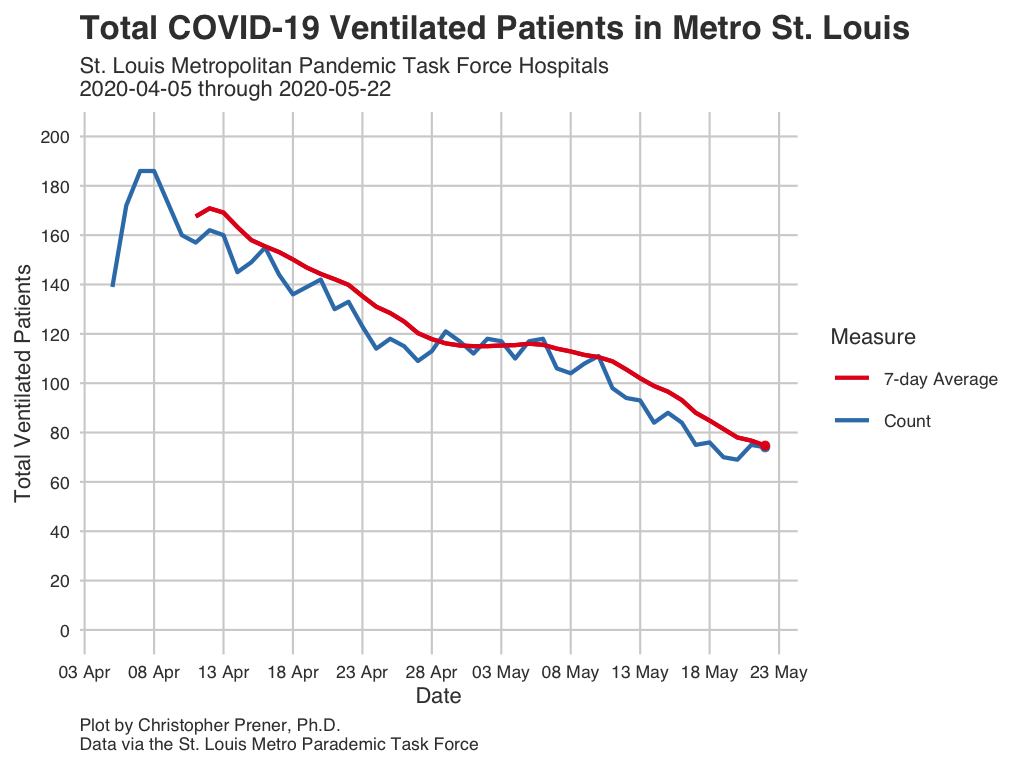 Total COVID-19 Ventilated Patients in Metro St. Louis
St. Louis Metropolitan Pandemic Task Force Hospitals
2020-04-05 through 2020-05-22
Total Ventilated Patients
200
180
160
140
120
100
80
60
40
20
0
03 Apr 08 Apr 13 Apr 18 Apr 23 Apr 28 Apr 03 May 08 May 13 May 18 May 23 May
Date
Measure
7-day Average
Count
Plot by Christopher Prener, Ph.D.
Data via the St. Louis Metro Parademic Task Force